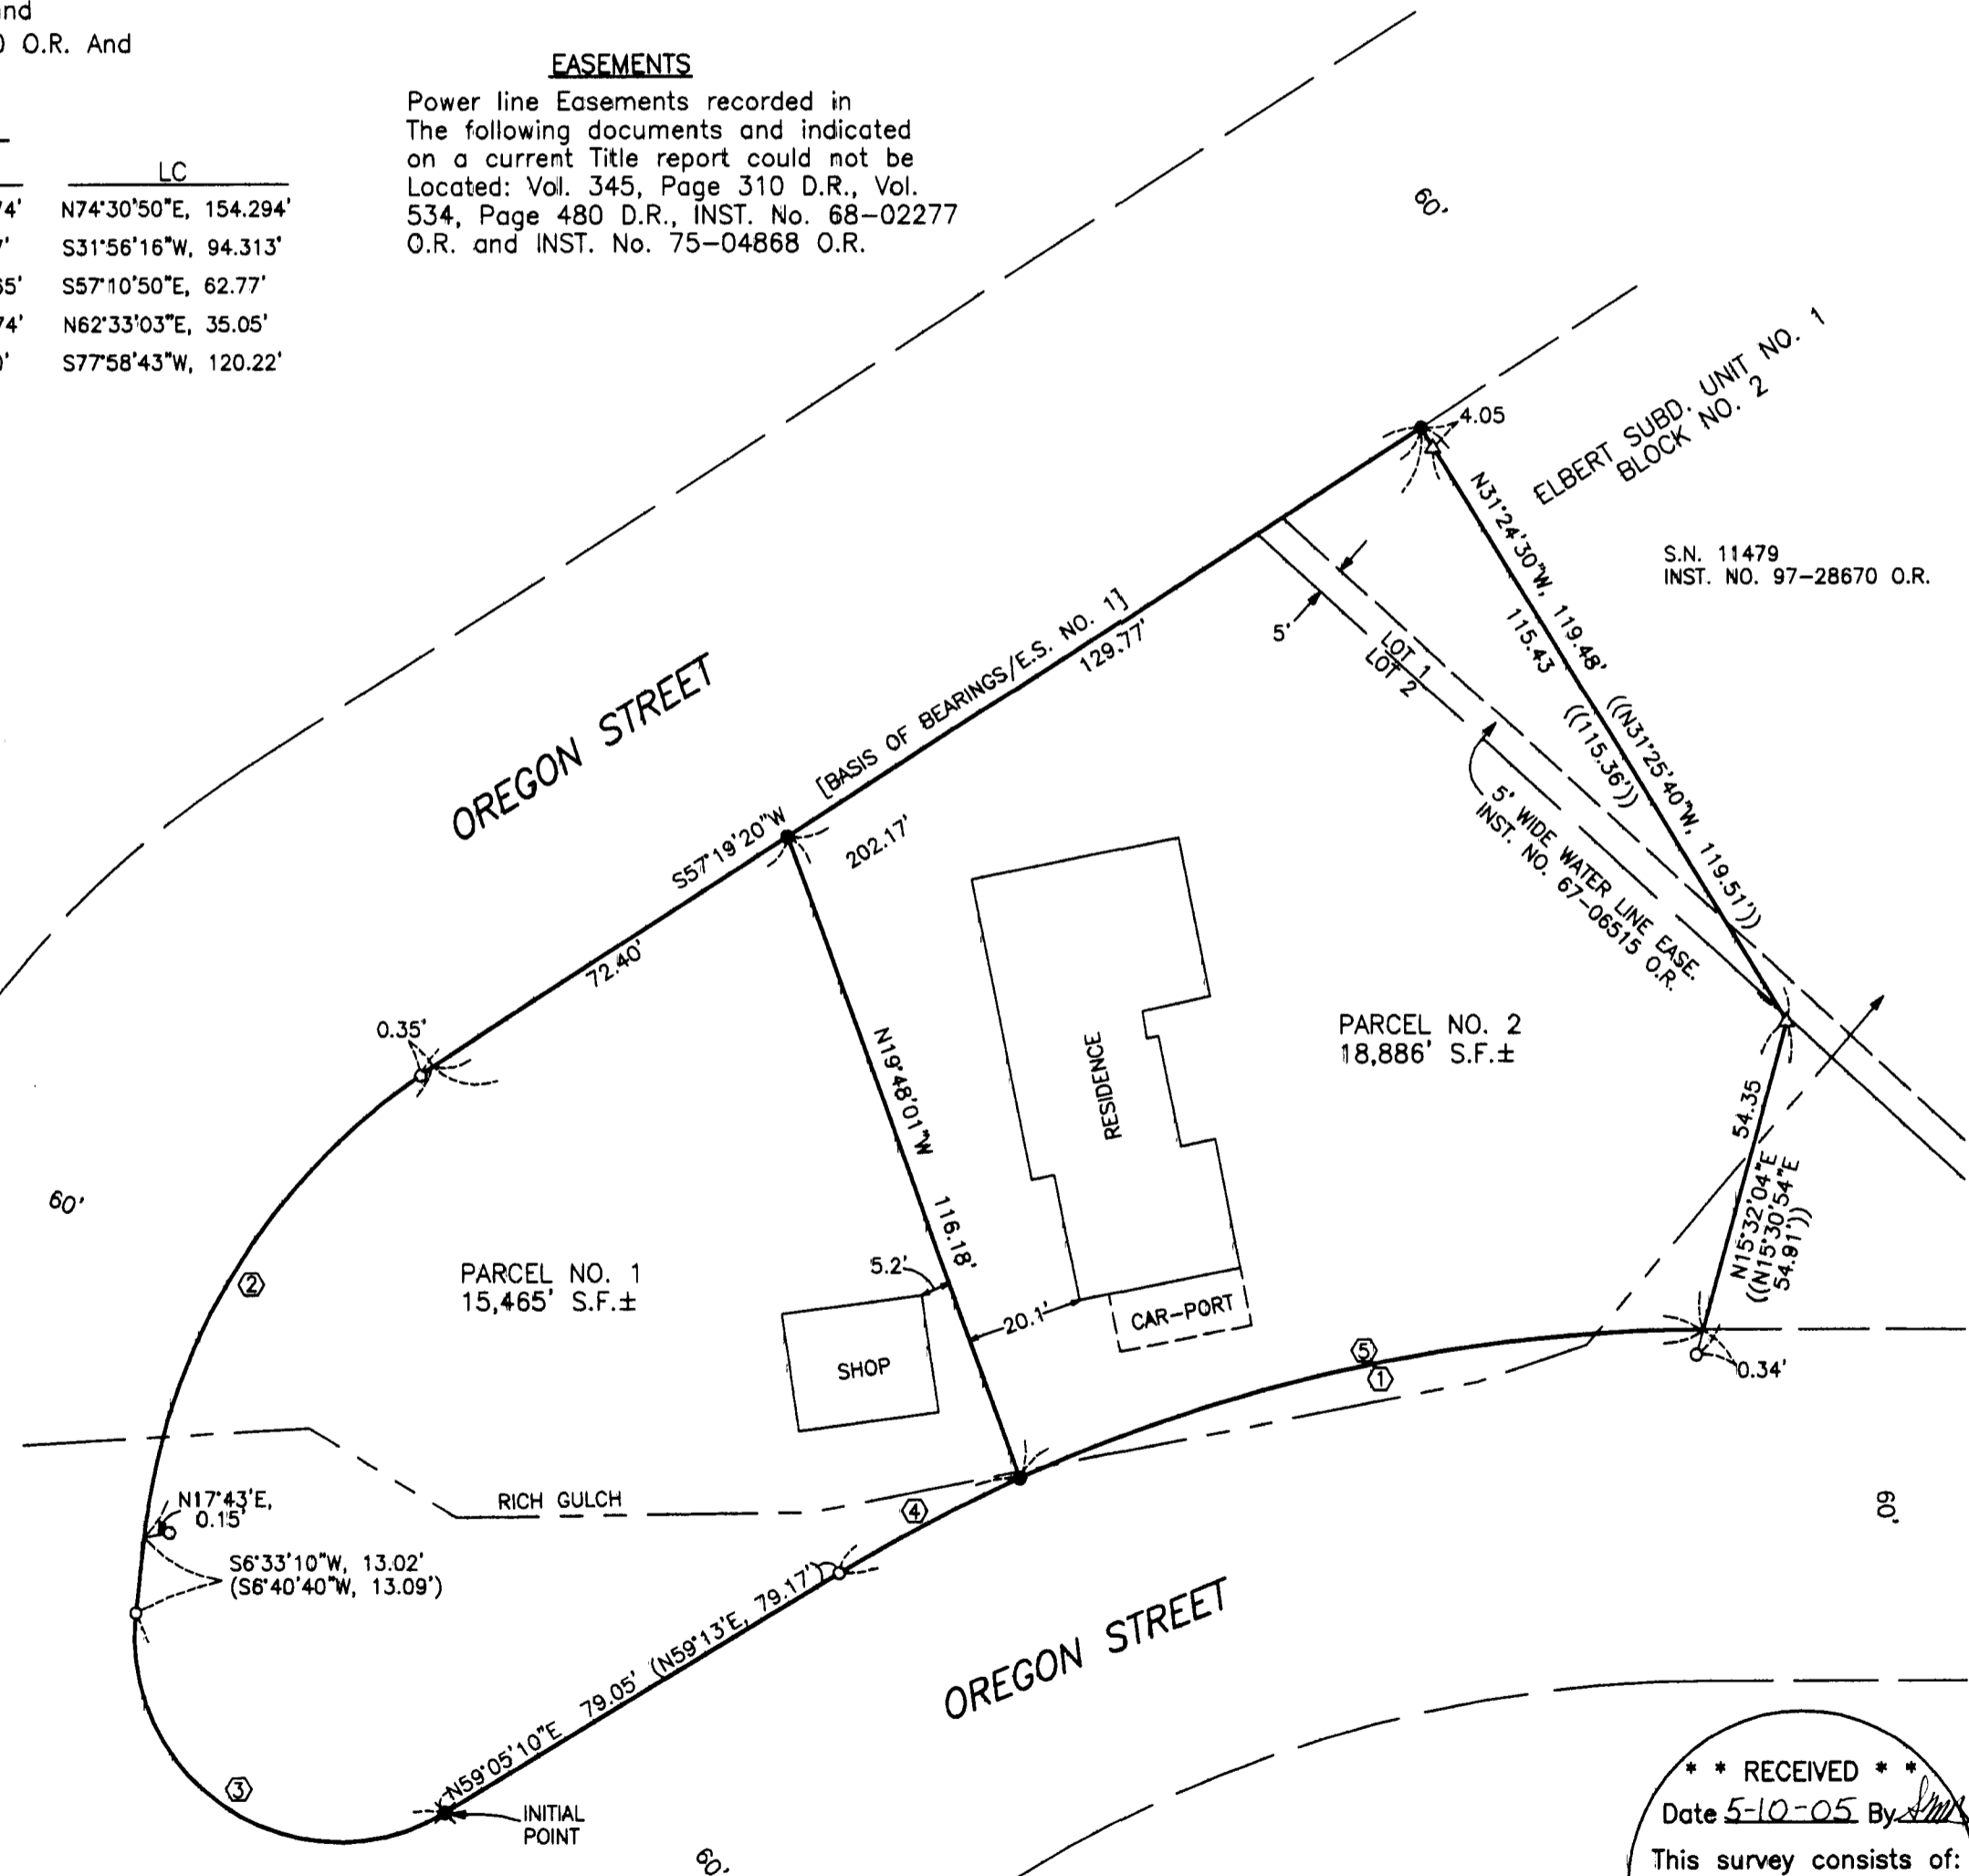 nd
O.R. And
EASEMENTS
Power line Easements recorded in
The following documents and indicated
on a current Title report could not be
Located: Vol. 345, Page 310 D.R., Vol.
534, Page 480 D.R., INST. No. 68-02277
O.R. and INST. No. 75-04868 O.R.
LC
74' N74°30'50"E, 154.294'
' S31°56'16"W, 94.313'
65' S57°10'50"E, 62.77'
74' N62°33'03"E, 35.05'
' S77°58'43"W, 120.22'
60'
4.05
ELBERT SUBD. UNIT NO. 1
BLOCK NO. 2
S.N. 11479
INST. NO. 97-28670 O.R.
N31°24'30"W, 119.48' ((N31°25'40"W, 119.51'))
115.43 ((115.36'))
5'
LOT 1
LOT 2
5' WIDE WATER LINE EASE.
INST. NO. 67-06515 O.R.
[BASIS OF BEARINGS/E.S. NO. 1]
129.77'
OREGON STREET
S57°19'20"W
202.17'
72.40'
0.35'
N19°48'01"W 116.18'
RESIDENCE
PARCEL NO. 2
18,886' S.F.±
54.35
N15°32'04"E
((N15°30'54"E
54.91'))
60'
2
PARCEL NO. 1
15,465' S.F.±
5.2'
20.1'
CAR-PORT
SHOP
5
1
0.34'
RICH GULCH
4
N17°43'E,
0.15'
S6°33'10"W, 13.02'
(S6°40'40"W, 13.09')
60'
N59°05'10"E 79.05' (N59°13'E, 79.17')
OREGON STREET
3
INITIAL
POINT
60'
* * RECEIVED * *
Date 5-10-05 By
This survey consists of: